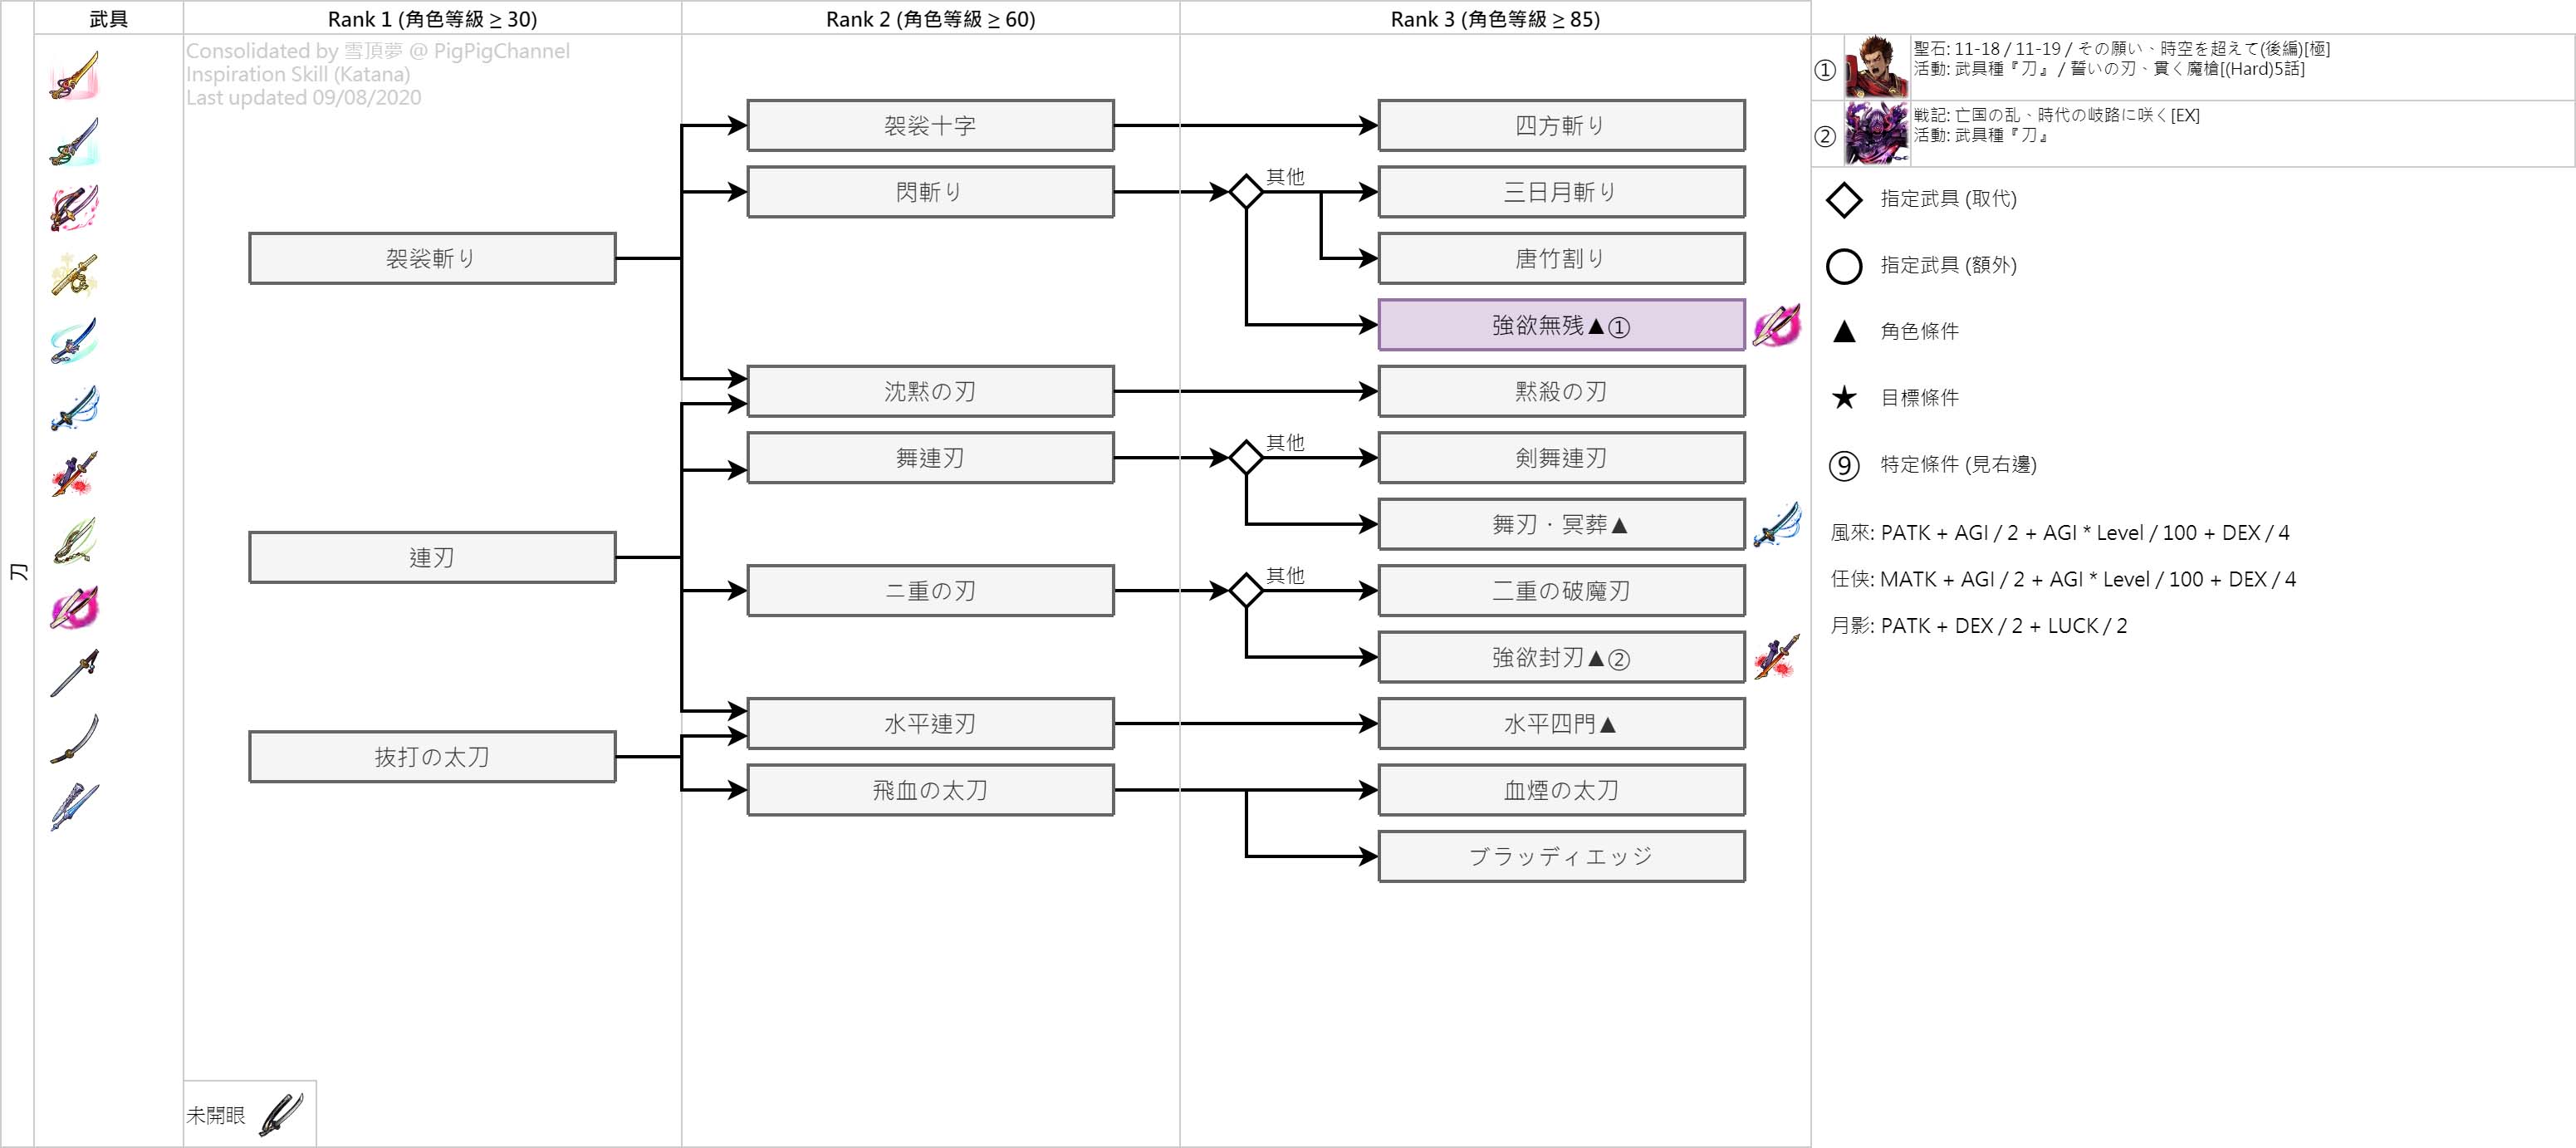 武具
Rank 1 (角色等級 ≥ 30)
Rank 2 (角色等級 ≥ 60)
Rank 3 (角色等級 ≥ 85)
Consolidated by 雪頂夢 @ PigPigChannel
Inspiration Skill (Katana)
Last updated 09/08/2020
刀
袈裟斬り
連刃
抜打の太刀
袈裟十字
閃斬り
沈黙の刃
舞連刃
二重の刃
水平連刃
飛血の太刀
其他
其他
其他
四方斬り
三日月斬り
唐竹割り
強欲無残▲①
黙殺の刃
剣舞連刃
舞刃・冥葬▲
二重の破魔刃
強欲封刃▲②
水平四門▲
血煙の太刀
ブラッディエッジ
未開眼
①
聖石: 11-18 / 11-19 / その願い、時空を超えて(後編)[極]
活動: 武具種『刀』 / 誓いの刃、貫く魔槍[(Hard)5話]
②
戦記: 亡国の乱、時代の岐路に咲く[EX]
活動: 武具種『刀』
指定武具 (取代)
指定武具 (額外)
▲ 角色條件
★ 目標條件
⑨ 特定條件 (見右邊)
風來: PATK + AGI / 2 + AGI * Level / 100 + DEX / 4
任侠: MATK + AGI / 2 + AGI * Level / 100 + DEX / 4
月影: PATK + DEX / 2 + LUCK / 2